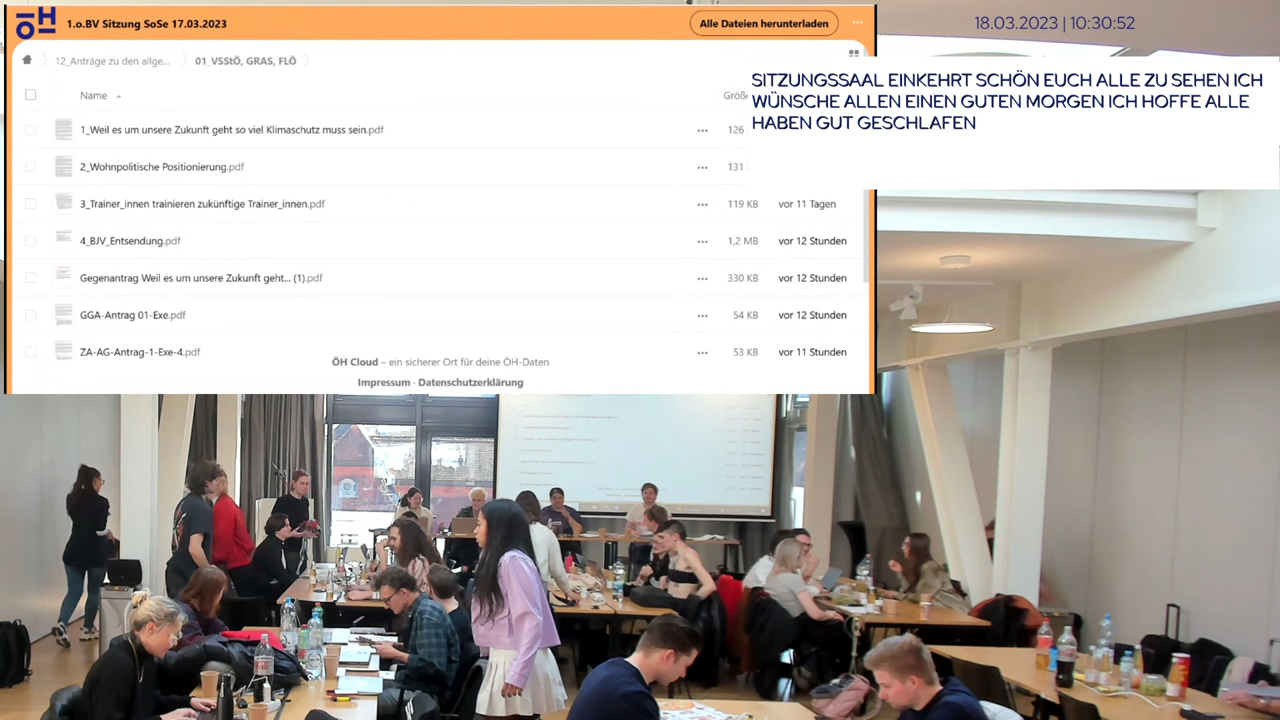 ÖH
1.o.BV Sitzung SoSe 17.03.2023
Alle Dateien herunterladen
18.03.2023 | 10:30:52
12_Anträge zu den allge...
01_VSStÖ, GRAS, FLÖ
SITZUNGSSAAL EINKEHRT SCHÖN EUCH ALLE ZU SEHEN ICH
WÜNSCHE ALLEN EINEN GUTEN MORGEN ICH HOFFE ALLE
HABEN GUT GESCHLAFEN
Name
Größe
1_Weil es um unsere Zukunft geht so viel Klimaschutz muss sein.pdf
126
2_Wohnpolitische Positionierung.pdf
131
3_Trainer_innen trainieren zukünftige Trainer_innen.pdf
119 KB
vor 11 Tagen
4_BJV_Entsendung.pdf
1,2 MB
vor 12 Stunden
Gegenantrag Weil es um unsere Zukunft geht... (1).pdf
330 KB
vor 12 Stunden
GGA-Antrag 01-Exe.pdf
54 KB
vor 12 Stunden
ZA-AG-Antrag-1-Exe-4.pdf
53 KB
vor 11 Stunden
ÖH Cloud – ein sicherer Ort für deine ÖH-Daten
Impressum · Datenschutzerklärung